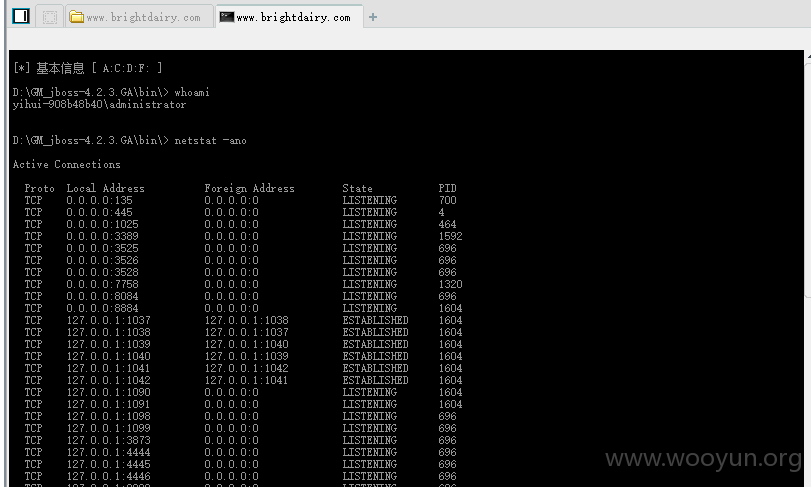 www.brightdairy.com www.brightdairy.com
[*] 基本信息 [ A:C:D:F: ]
D:\GM_jboss-4.2.3.GA\bin\> whoami
yihui-908b48b40\administrator
D:\GM_jboss-4.2.3.GA\bin\> netstat -ano
Active Connections
Proto Local Address Foreign Address State PID
TCP 0.0.0.0:135 0.0.0.0:0 LISTENING 700
TCP 0.0.0.0:445 0.0.0.0:0 LISTENING 4
TCP 0.0.0.0:1025 0.0.0.0:0 LISTENING 464
TCP 0.0.0.0:3389 0.0.0.0:0 LISTENING 1592
TCP 0.0.0.0:3525 0.0.0.0:0 LISTENING 696
TCP 0.0.0.0:3526 0.0.0.0:0 LISTENING 696
TCP 0.0.0.0:3528 0.0.0.0:0 LISTENING 696
TCP 0.0.0.0:7758 0.0.0.0:0 LISTENING 1320
TCP 0.0.0.0:8084 0.0.0.0:0 LISTENING 696
TCP 0.0.0.0:8884 0.0.0.0:0 LISTENING 1604
TCP 127.0.0.1:1037 127.0.0.1:1038 ESTABLISHED 1604
TCP 127.0.0.1:1038 127.0.0.1:1037 ESTABLISHED 1604
TCP 127.0.0.1:1039 127.0.0.1:1040 ESTABLISHED 1604
TCP 127.0.0.1:1040 127.0.0.1:1039 ESTABLISHED 1604
TCP 127.0.0.1:1041 127.0.0.1:1042 ESTABLISHED 1604
TCP 127.0.0.1:1042 127.0.0.1:1041 ESTABLISHED 1604
TCP 127.0.0.1:1090 0.0.0.0:0 LISTENING 1604
TCP 127.0.0.1:1091 0.0.0.0:0 LISTENING 1604
TCP 127.0.0.1:1098 0.0.0.0:0 LISTENING 696
TCP 127.0.0.1:1099 0.0.0.0:0 LISTENING 696
TCP 127.0.0.1:3873 0.0.0.0:0 LISTENING 696
TCP 127.0.0.1:4444 0.0.0.0:0 LISTENING 696
TCP 127.0.0.1:4445 0.0.0.0:0 LISTENING 696
TCP 127.0.0.1:4446 0.0.0.0:0 LISTENING 696
www.wooyun.org